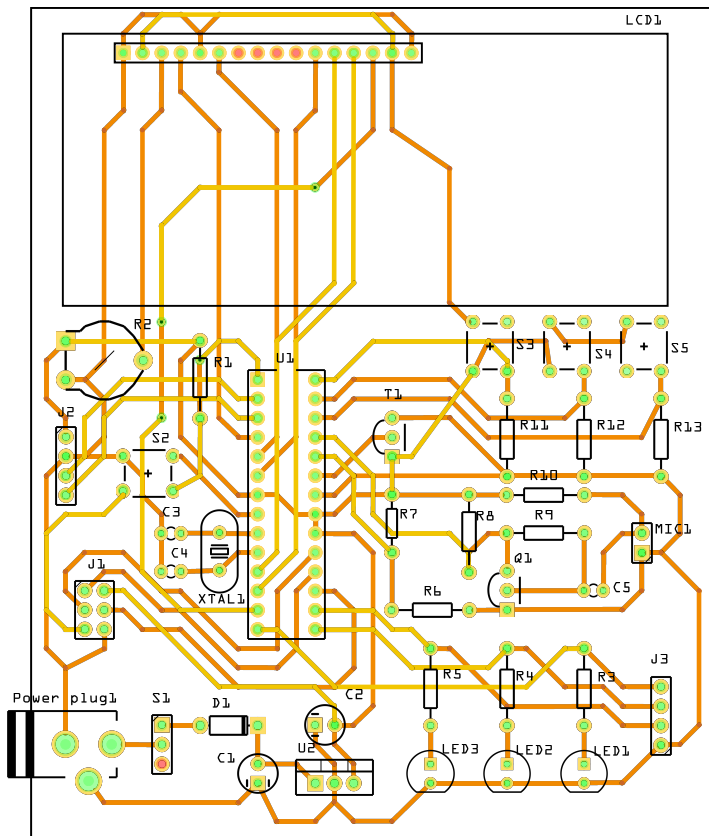 LCD1
R2
S3
S4
S5
R1
U1
T1
J2
S2
R11
R12
R13
R10
C3
R7
R8
R9
MIC1
C4
Q1
J1
XTAL1
R6
C5
R5
R4
R3
J3
Power plug1
S1
D1
C2
U2
C1
LED3
LED2
LED1